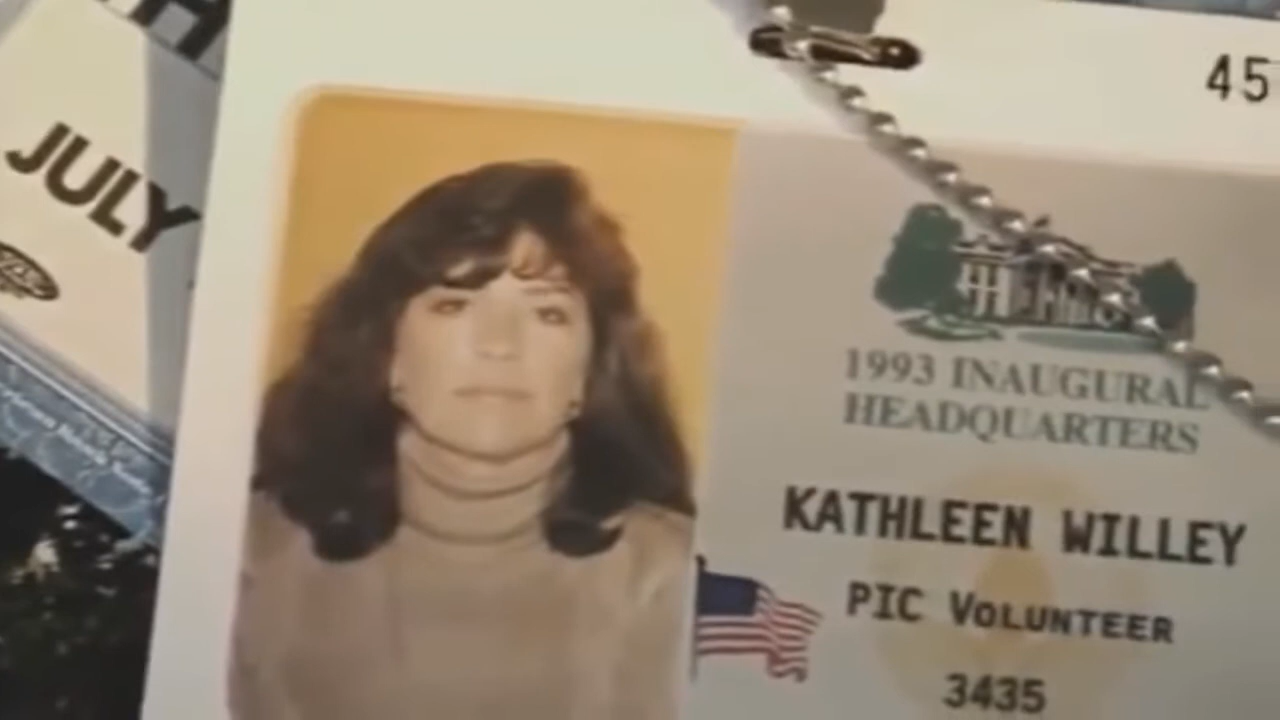 JULY
45
1993 INAUGURAL
HEADQUARTERS
KATHLEEN WILLEY
PIC VOLUNTEER
3435